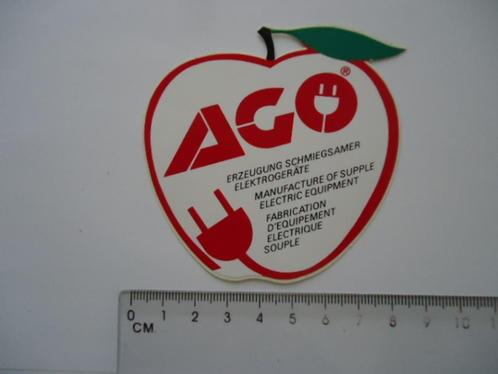 AGO®
ERZEUGUNG SCHMIEGSAMER
ELEKTROGERÄTE
MANUFACTURE OF SUPPLE
ELECTRIC EQUIPMENT
FABRICATION
D'EQUIPEMENT
ELECTRIQUE
SOUPLE
0 1 2 3 4 5 6 7 8 9 10 1
CM